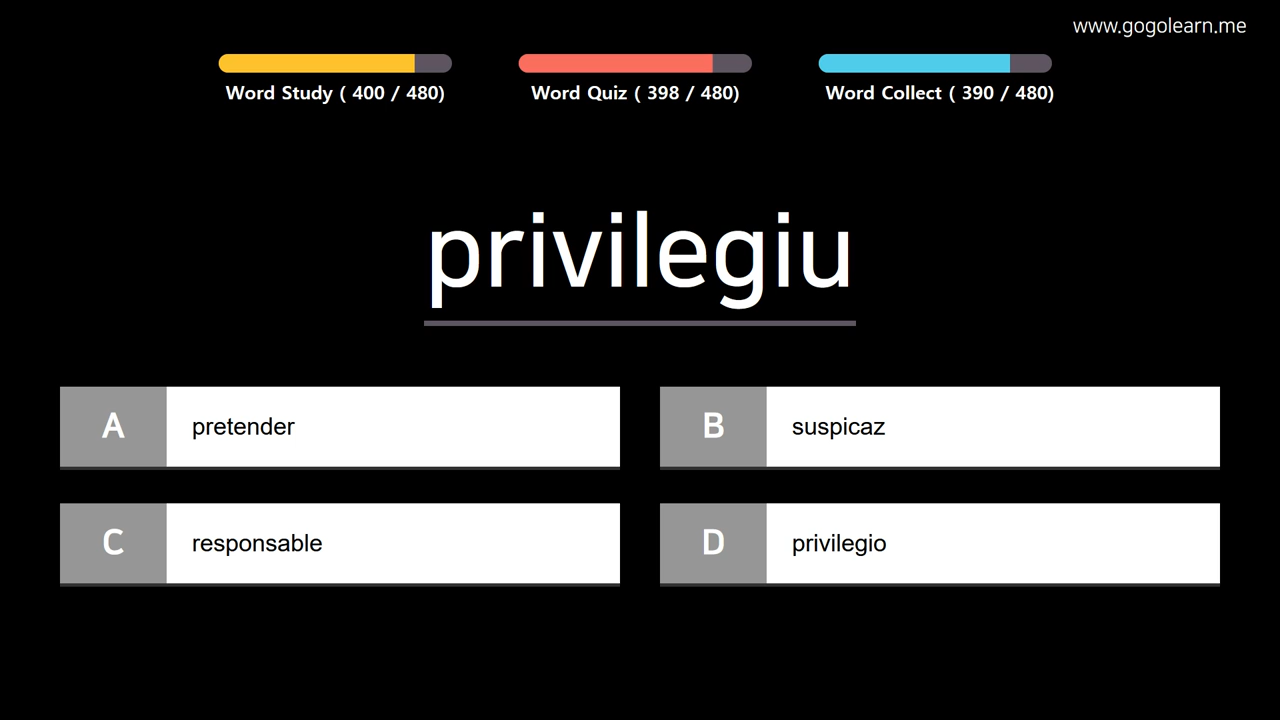 www.gogolearn.me
Word Study ( 400 / 480)
Word Quiz ( 398 / 480)
Word Collect ( 390 / 480)
privilegiu
A pretender
B suspicaz
C responsable
D privilegio